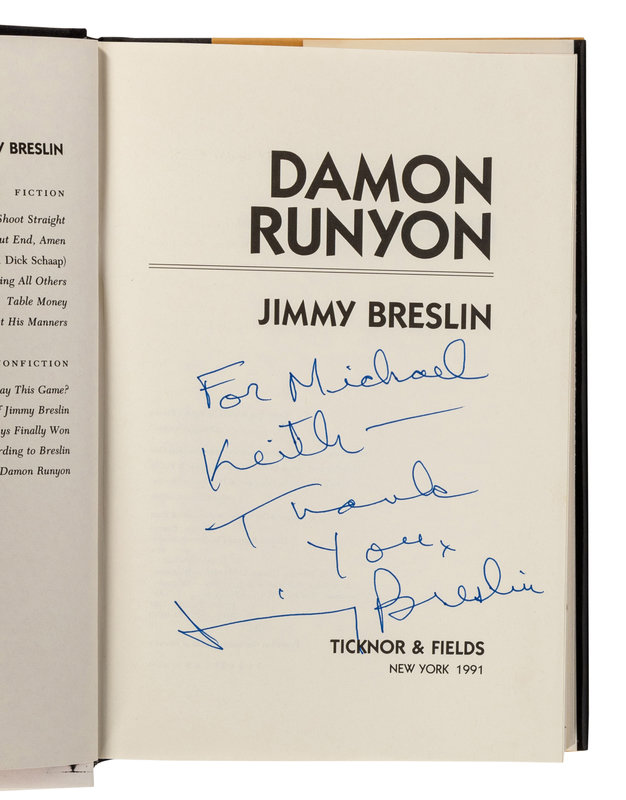 Y BRESLIN
FICTION
Shoot Straight
ut End, Amen
Dick Schaap)
ing All Others
Table Money
t His Manners
ONFICTION
ay This Game?
f Jimmy Breslin
ys Finally Won
rding to Breslin
Damon Runyon
DAMON
RUNYON
JIMMY BRESLIN
For Michael
Keith —
Thank
You,
Jimmy Breslin
TICKNOR & FIELDS
NEW YORK 1991